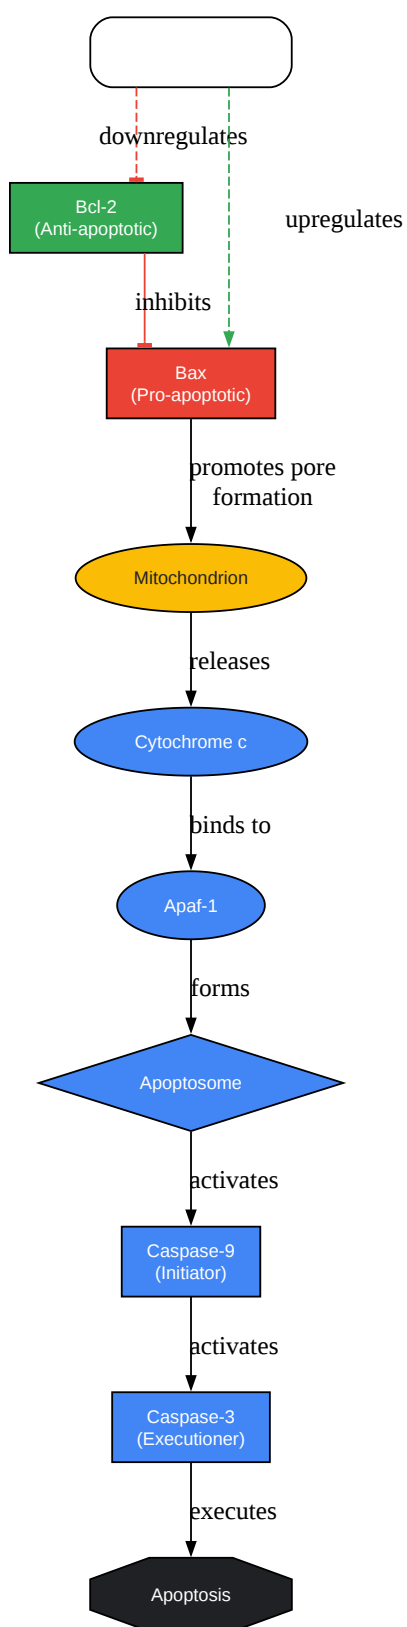 downregulates
Bcl-2
(Anti-apoptotic)
upregulates
inhibits
Bax
(Pro-apoptotic)
promotes pore
formation
Mitochondrion
releases
Cytochrome c
binds to
Apaf-1
forms
Apoptosome
activates
Caspase-9
(Initiator)
activates
Caspase-3
(Executioner)
executes
Apoptosis